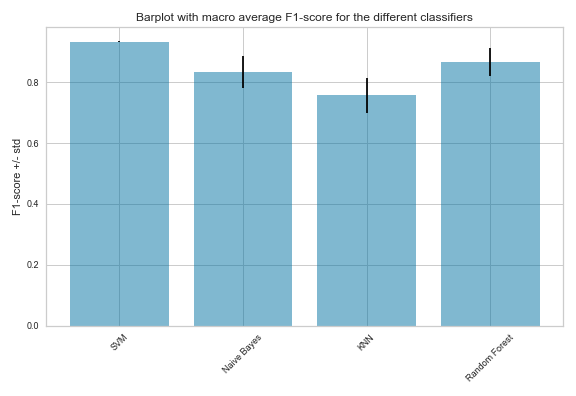 Barplot with macro average F1-score for the different classifiers
F1-score +/- std
0.8
0.6
0.4
0.2
0.0
SVM
Naive Bayes
KNN
Random Forest